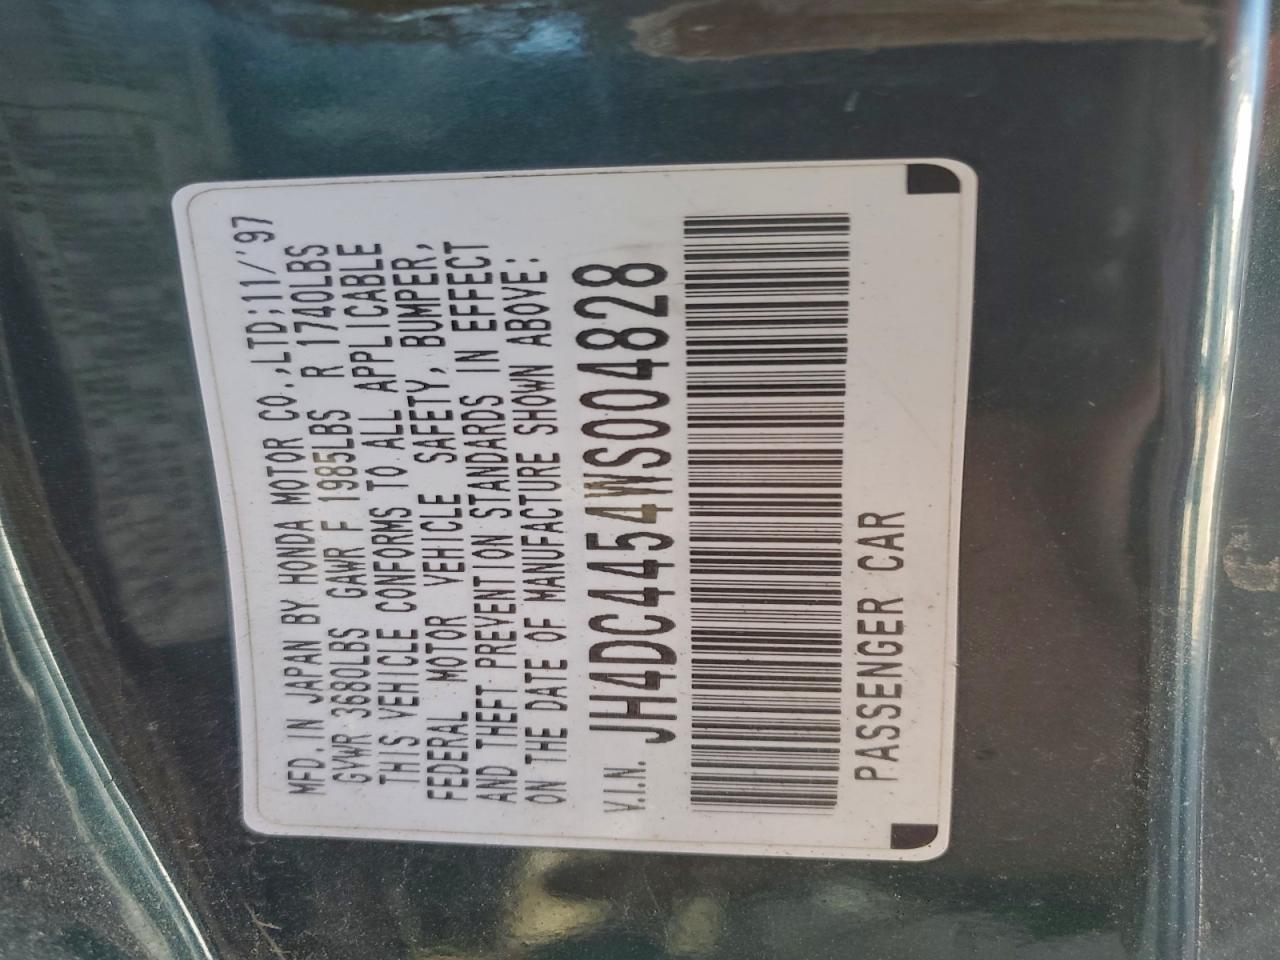 MFD. IN JAPAN BY HONDA MOTOR CO.,LTD;11/'97
GVWR 3680LBS GAWR F 1985LBS R 1740LBS
THIS VEHICLE CONFORMS TO ALL APPLICABLE
FEDERAL MOTOR VEHICLE SAFETY, BUMPER,
AND THEFT PREVENTION STANDARDS IN EFFECT
ON THE DATE OF MANUFACTURE SHOWN ABOVE:
V.I.N. JH4DC4454WS004828
PASSENGER CAR